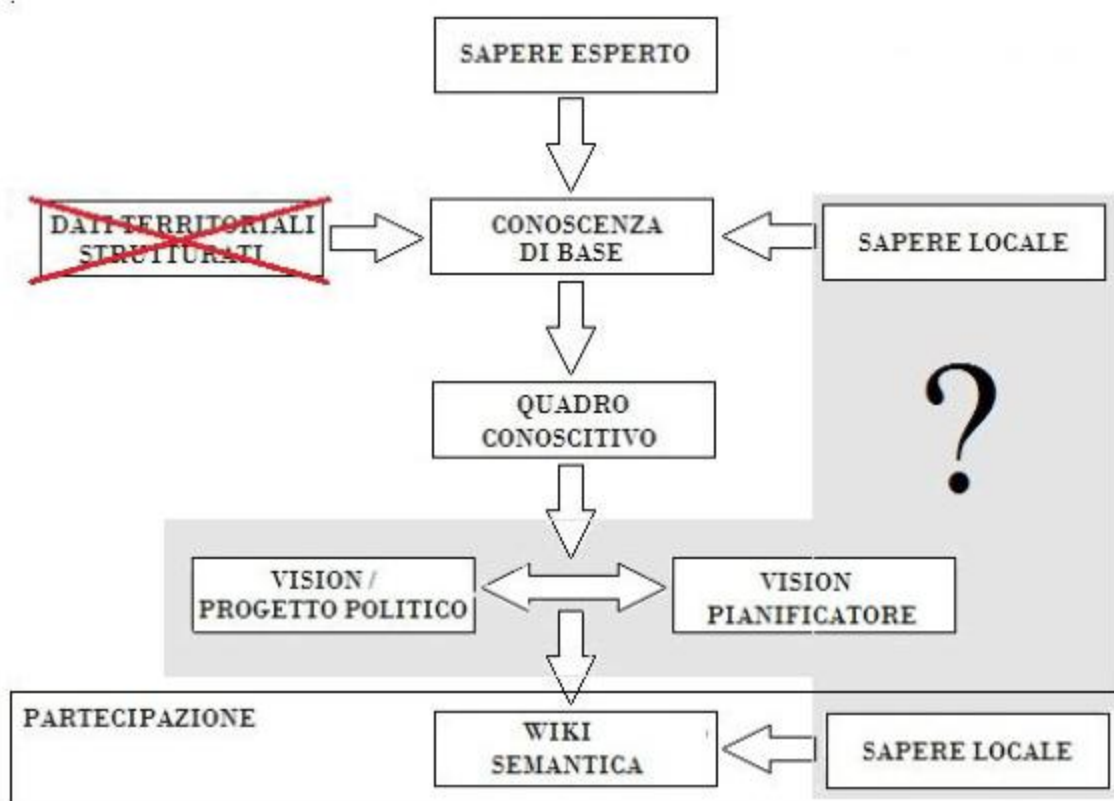 SAPERE ESPERTO
DATI TERRITORIALI
STRUTTURATI
CONOSCENZA
DI BASE
SAPERE LOCALE
?
QUADRO
CONOSCITIVO
VISION /
PROGETTO POLITICO
VISION
PIANIFICATORE
PARTECIPAZIONE
WIKI
SEMANTICA
SAPERE LOCALE